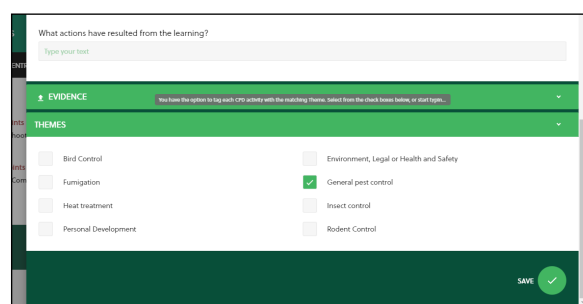 What actions have resulted from the learning?
Type your text
EVIDENCE
You have the option to tag each CPD activity with the matching Theme. Select from the check boxes below, or start typin...
THEMES
Bird Control
Environment, Legal or Health and Safety
Fumigation
General pest control
Heat treatment
Insect control
Personal Development
Rodent Control
SAVE